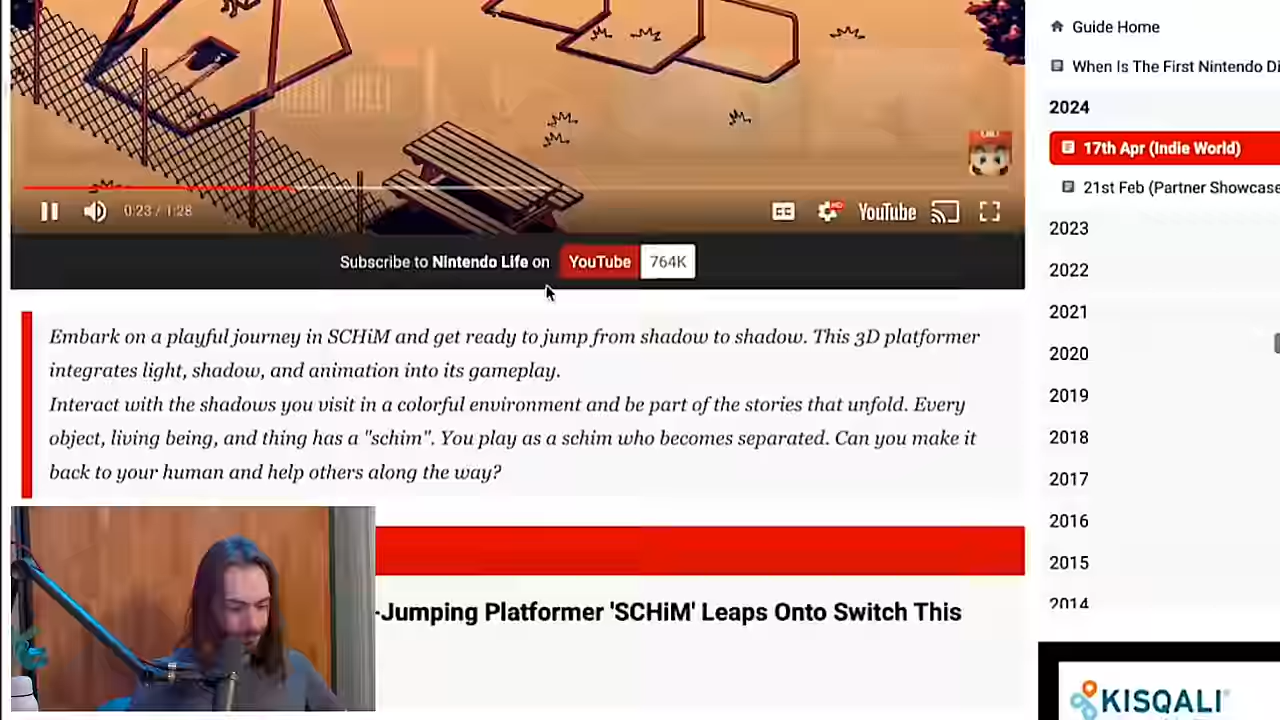 Guide Home
When Is The First Nintendo Di
2024
17th Apr (Indie World)
21st Feb (Partner Showcase
2023
2022
2021
2020
2019
2018
2017
2016
2015
2014
0:23 / 1:28
CC
HD
YouTube
Subscribe to Nintendo Life on YouTube 764K
Embark on a playful journey in SCHiM and get ready to jump from shadow to shadow. This 3D platformer
integrates light, shadow, and animation into its gameplay.
Interact with the shadows you visit in a colorful environment and be part of the stories that unfold. Every
object, living being, and thing has a "schim". You play as a schim who becomes separated. Can you make it
back to your human and help others along the way?
-Jumping Platformer 'SCHiM' Leaps Onto Switch This
KISQALI